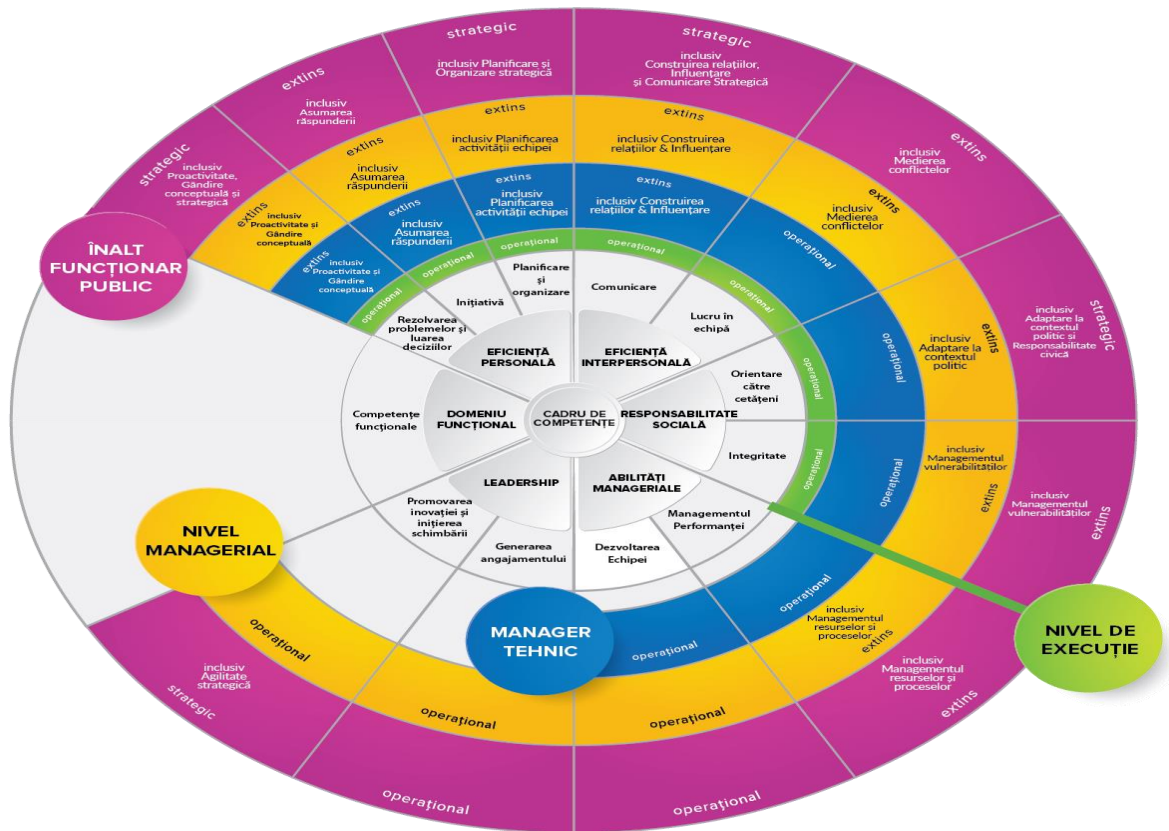 strategic
inclusiv Planificare și
Organizare strategică
strategic
inclusiv
Construirea relațiilor,
Influențare
și Comunicare Strategică
extins
inclusiv
Asumarea
răspunderii
extins
inclusiv
Medierea
conflictelor
strategic
inclusiv
Proactivitate,
Gândire
conceptuală și
strategică
strategic
inclusiv
Adaptare la
contextul
politic și
Responsabilitate
civică
extins
inclusiv
Managementul
vulnerabilităților
extins
inclusiv
Managementul
resurselor și
proceselor
operațional
operațional
strategic
inclusiv
Agilitate
strategică
extins
inclusiv
Proactivitate și
Gândire
conceptuală
extins
inclusiv
Asumarea
răspunderii
extins
inclusiv Planificarea
activității echipei
extins
inclusiv Construirea
relațiilor & Influențare
extins
inclusiv
Medierea
conflictelor
extins
inclusiv
Adaptare la
contextul
politic
inclusiv
Managementul
vulnerabilităților
extins
inclusiv
Managementul
resurselor și
proceselor
extins
operațional
operațional
operațional
extins
inclusiv
Proactivitate și
Gândire
conceptuală
extins
inclusiv
Asumarea
răspunderii
extins
inclusiv
Planificarea
activității echipei
extins
inclusiv Construirea
relațiilor & Influențare
operațional
operațional
operațional
operațional
operațional
operațional
operațional
operațional
operațional
operațional
operațional
operațional
Rezolvarea
problemelor și
luarea
deciziilor
Inițiativă
Planificare
și
organizare
Comunicare
Lucru în
echipă
Orientare
către
cetățeni
Integritate
Managementul
Performanței
Dezvoltarea
Echipei
Generarea
angajamentului
Promovarea
inovației și
inițierea
schimbării
Competențe
funcționale
EFICIENȚĂ
PERSONALĂ
EFICIENȚĂ
INTERPERSONALĂ
RESPONSABILITATE
SOCIALĂ
ABILITĂȚI
MANAGERIALE
LEADERSHIP
DOMENIU
FUNCȚIONAL
CADRU DE
COMPETENȚE
ÎNALT
FUNCȚIONAR
PUBLIC
NIVEL
MANAGERIAL
MANAGER
TEHNIC
NIVEL DE
EXECUȚIE